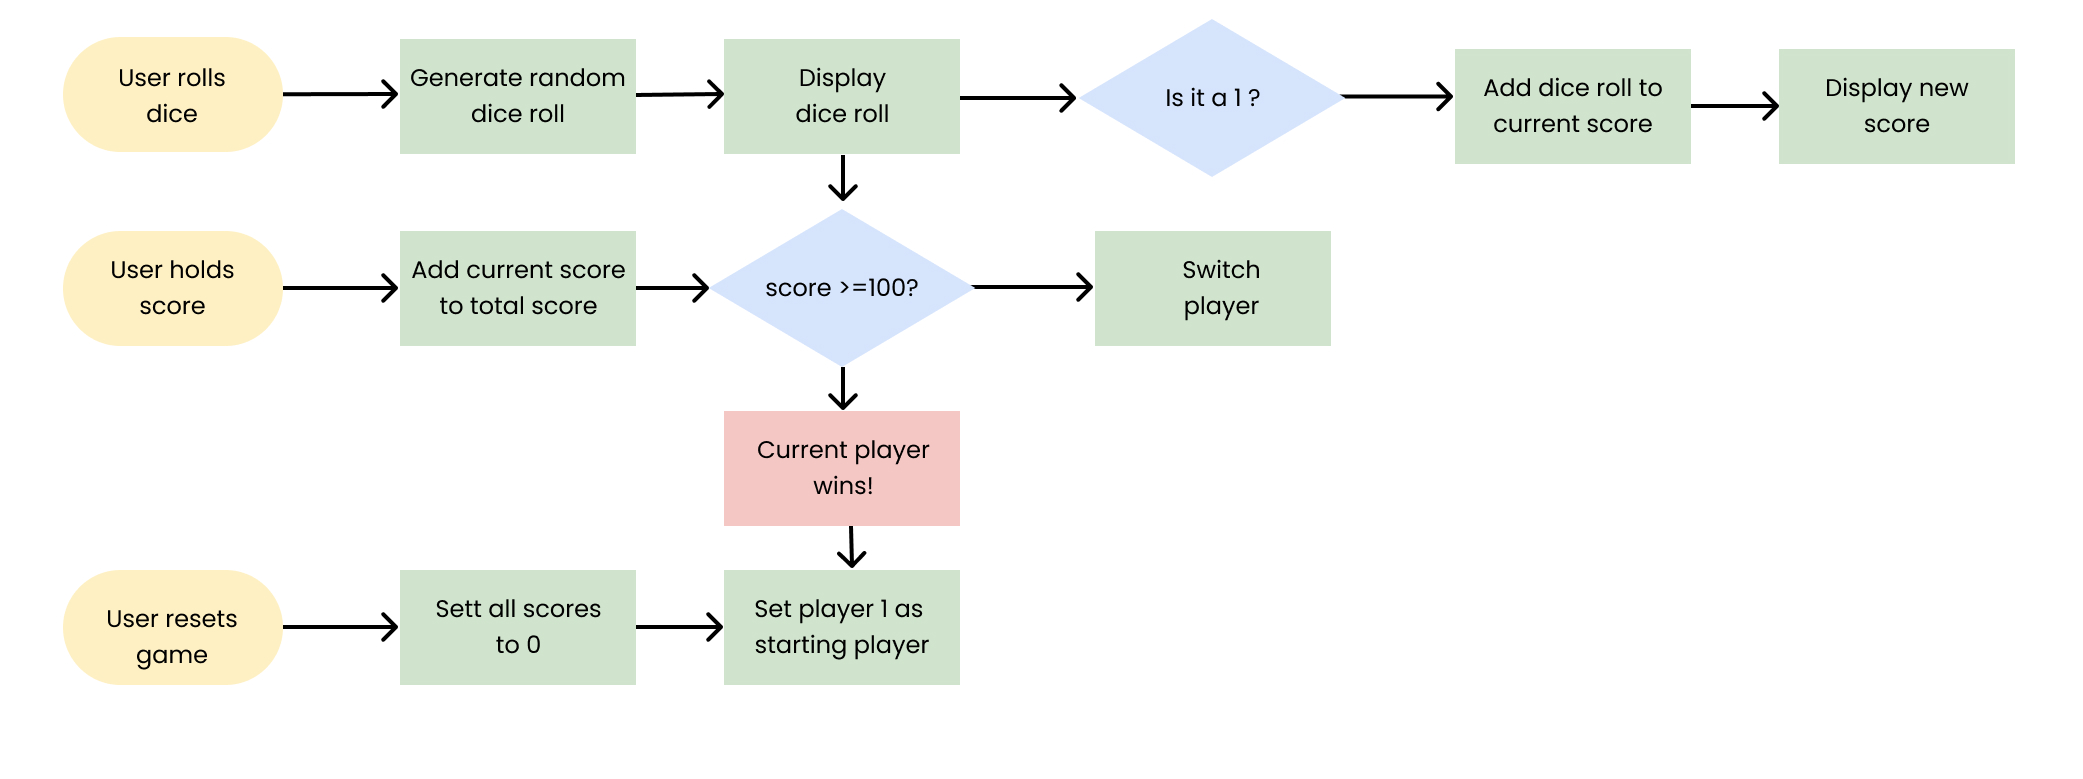 User rolls
dice
Generate random
dice roll
Display
dice roll
Is it a 1 ?
Add dice roll to
current score
Display new
score
User holds
score
Add current score
to total score
score >=100?
Switch
player
Current player
wins!
User resets
game
Sett all scores
to 0
Set player 1 as
starting player